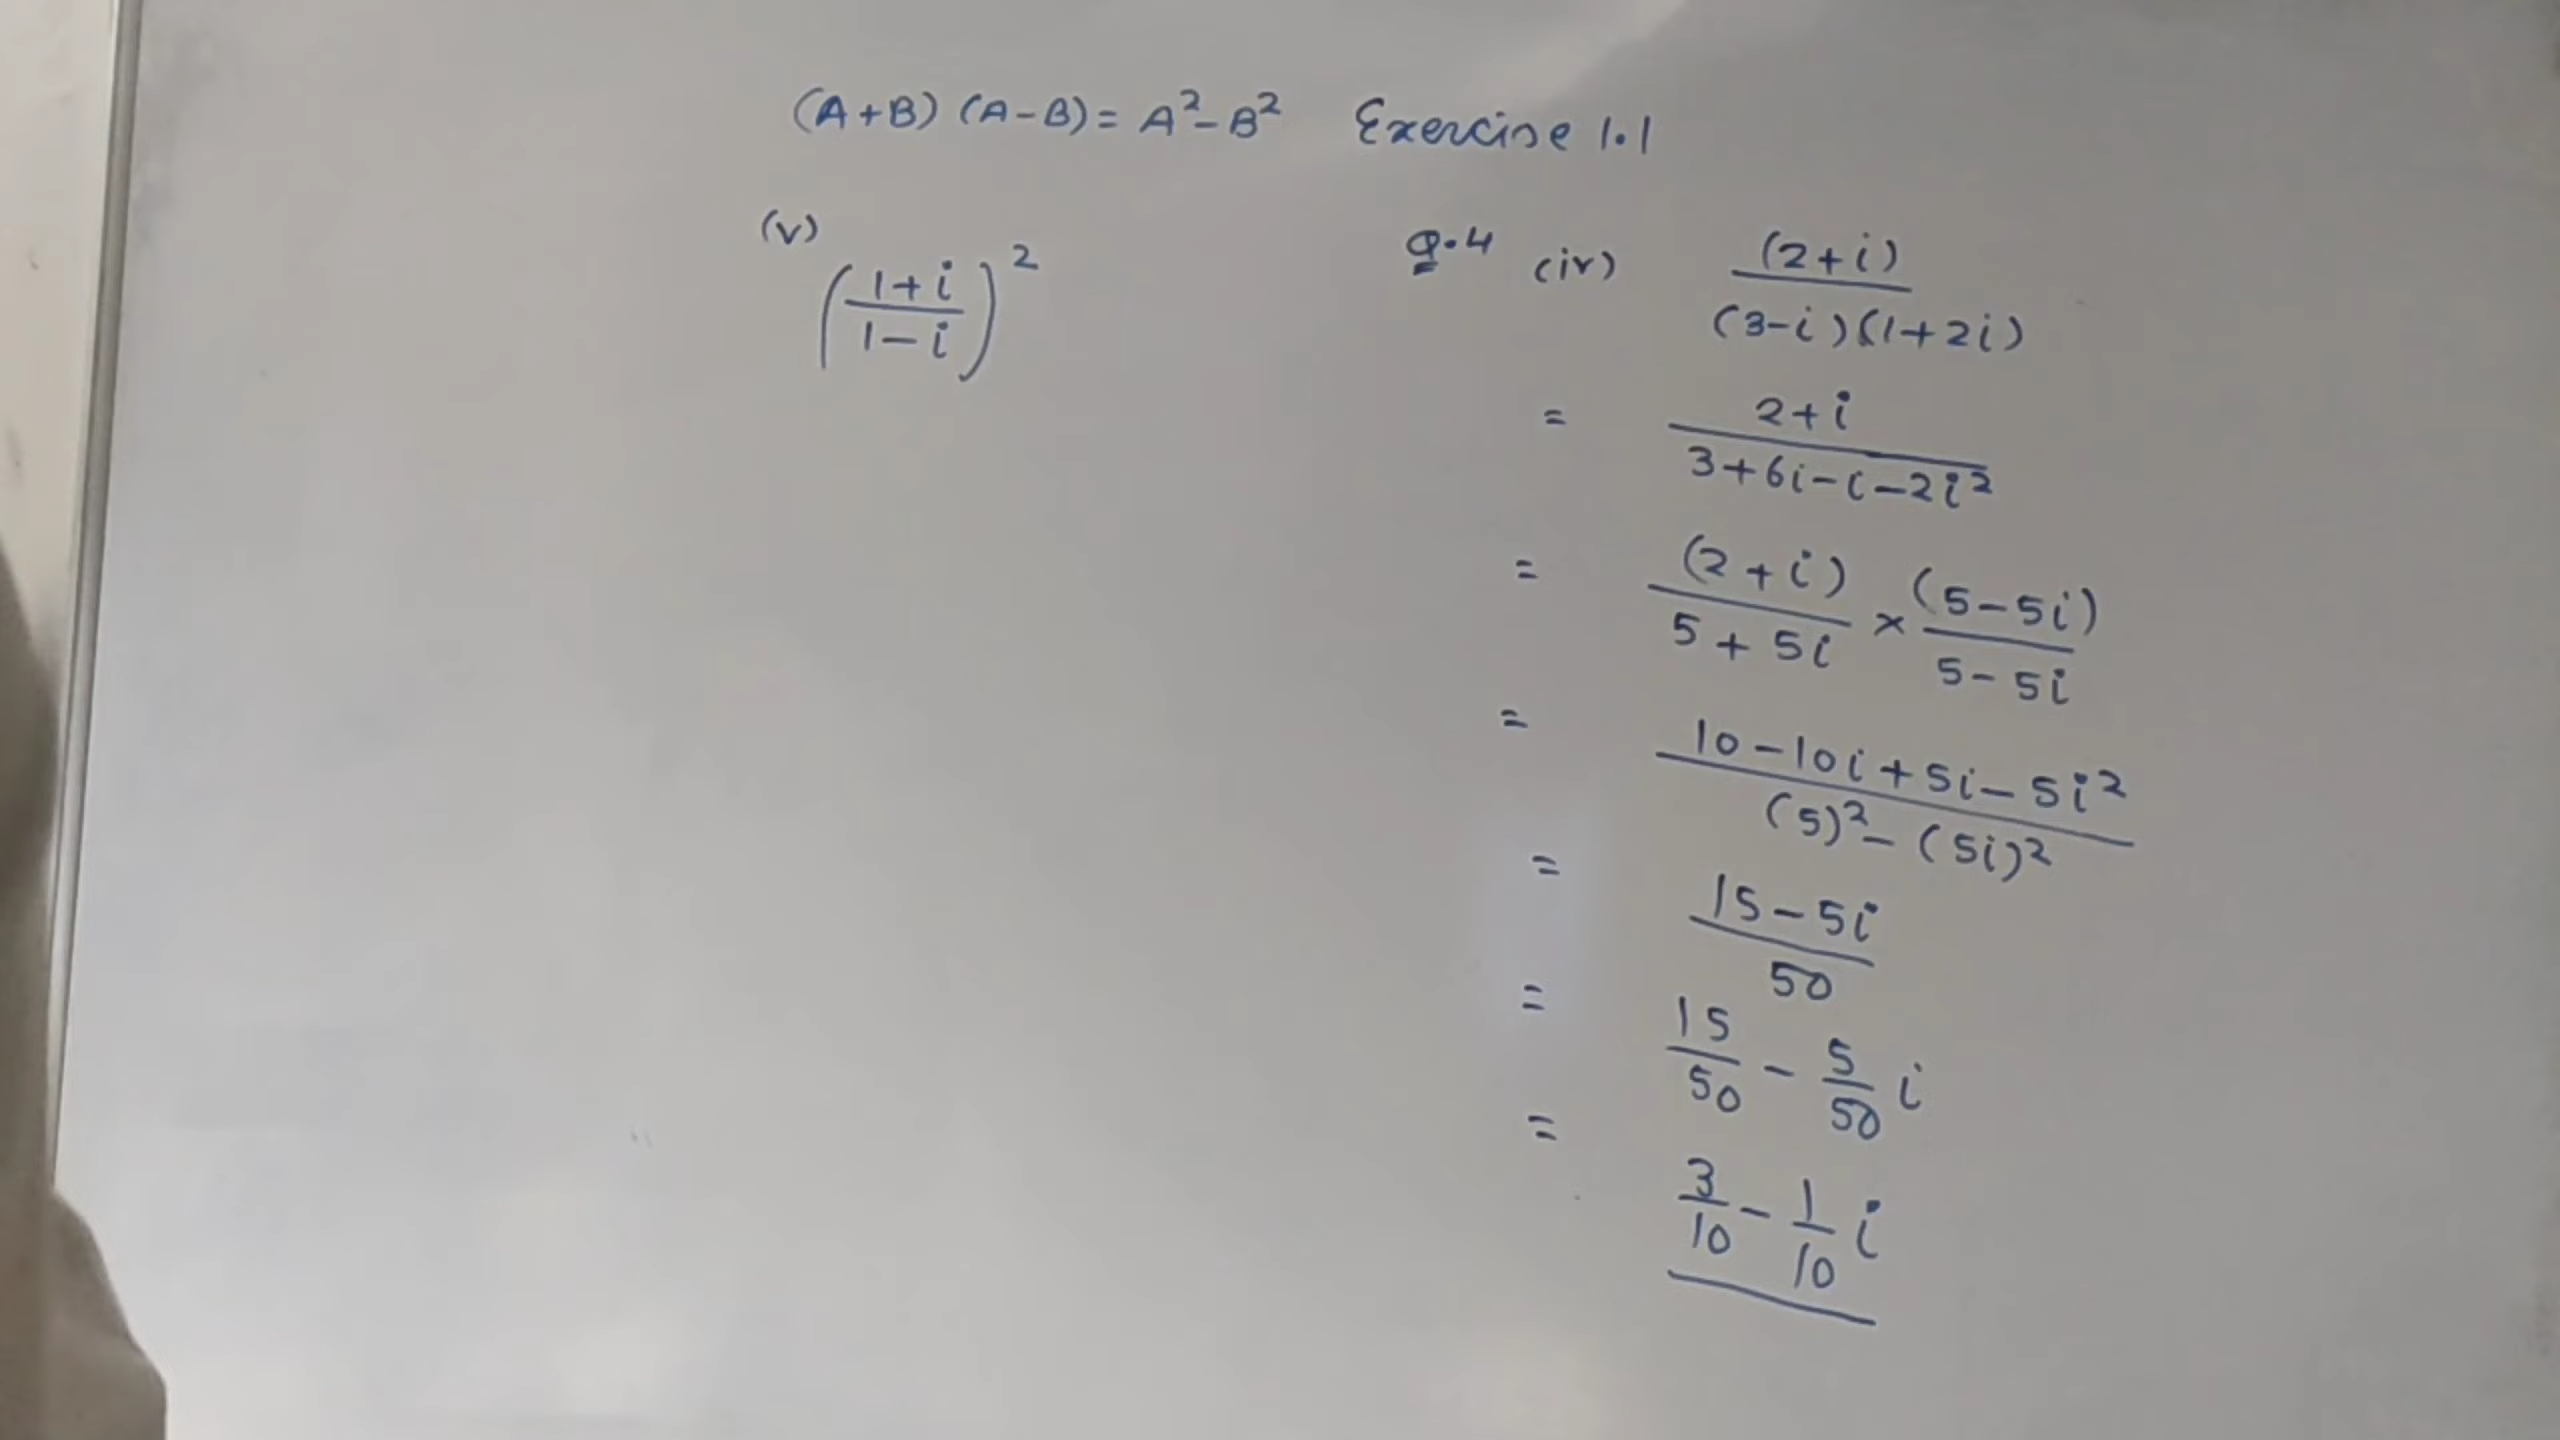 (A+B) (A-B) = A² - B² Exercise 1.1
(v)
(1+i / 1-i)²
Q.4 (iv) (2+i) / (3-i)(1+2i)
= 2+i / 3+6i-i-2i²
= (2+i) / 5+5i × (5-5i) / 5-5i
= 10-10i+5i-5i² / (5)²-(5i)²
= 15-5i / 50
= 15/50 - 5/50 i
= 3/10 - 1/10 i